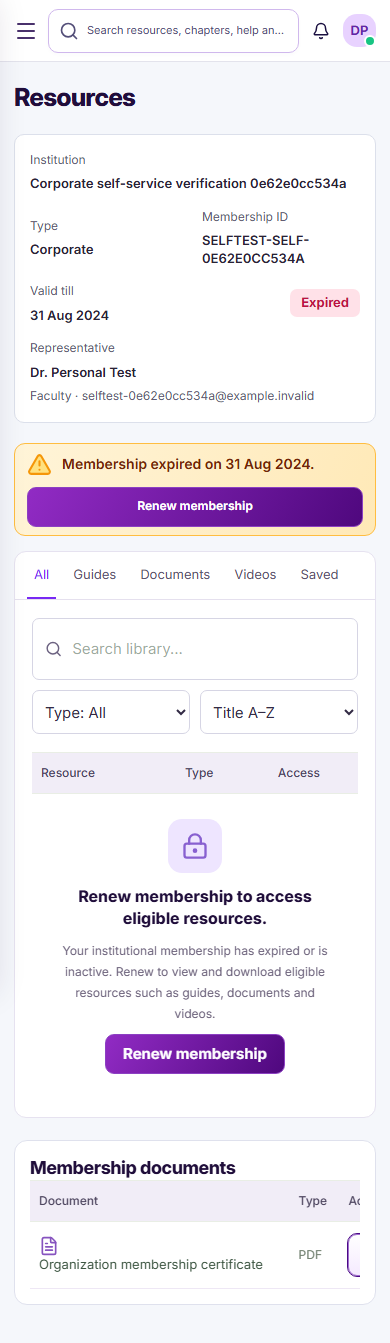 Search resources, chapters, help an...
DP
Resources
Institution
Corporate self-service verification 0e62e0cc534a
Type
Corporate
Membership ID
SELFTEST-SELF-
0E62E0CC534A
Valid till
31 Aug 2024
Expired
Representative
Dr. Personal Test
Faculty · selftest-0e62e0cc534a@example.invalid
Membership expired on 31 Aug 2024.
Renew membership
All Guides Documents Videos Saved
Search library...
Type: All
Title A–Z
Resource Type Access
Renew membership to access
eligible resources.
Your institutional membership has expired or is
inactive. Renew to view and download eligible
resources such as guides, documents and
videos.
Renew membership
Membership documents
Document Type
Organization membership certificate
PDF